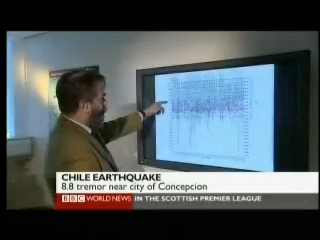 CHILE EARTHQUAKE
8.8 tremor near city of Concepcion
BBC WORLD NEWS IN THE SCOTTISH PREMIER LEAGUE